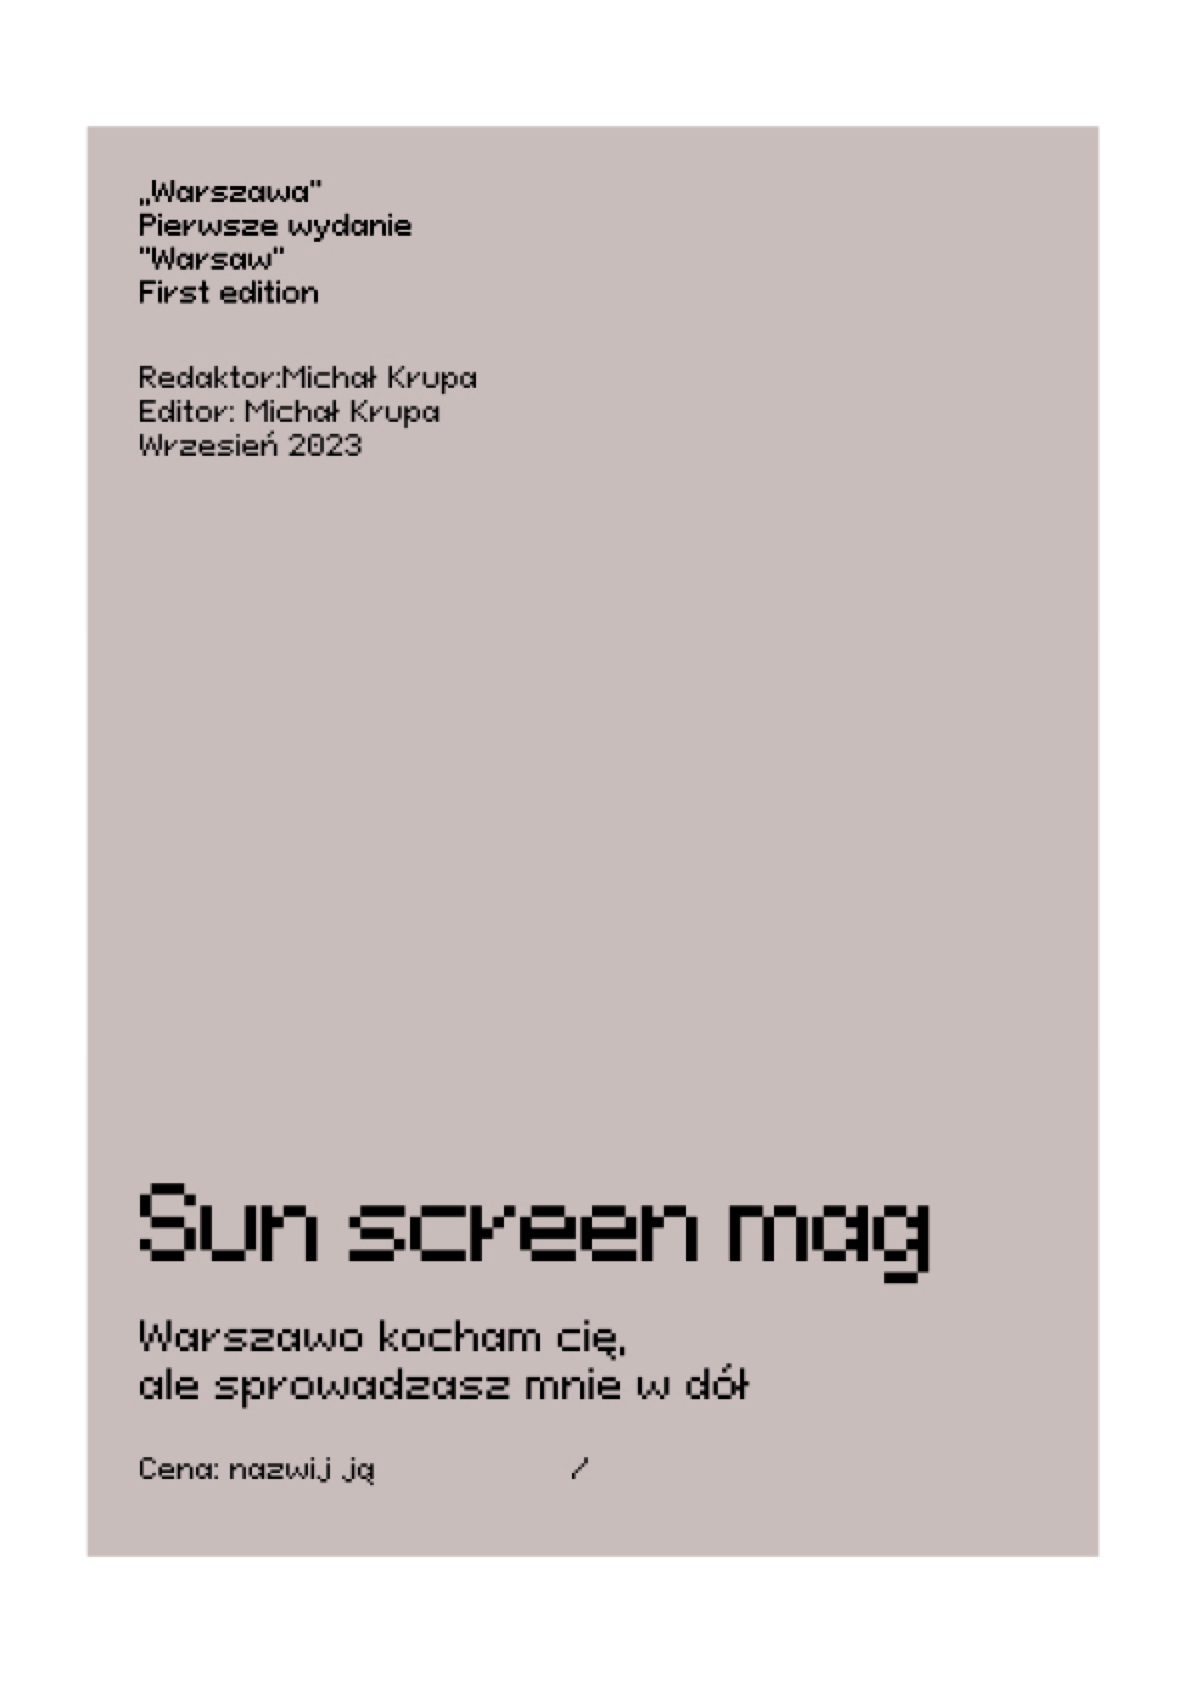 „Warszawa"
Pierwsze wydanie
"Warsaw"
First edition
Redaktor:Michał Krupa
Editor: Michał Krupa
Wrzesień 2023
Sun screen mag
Warszawo kocham cię,
ale sprowadzasz mnie w dół
Cena: nazwij ją /